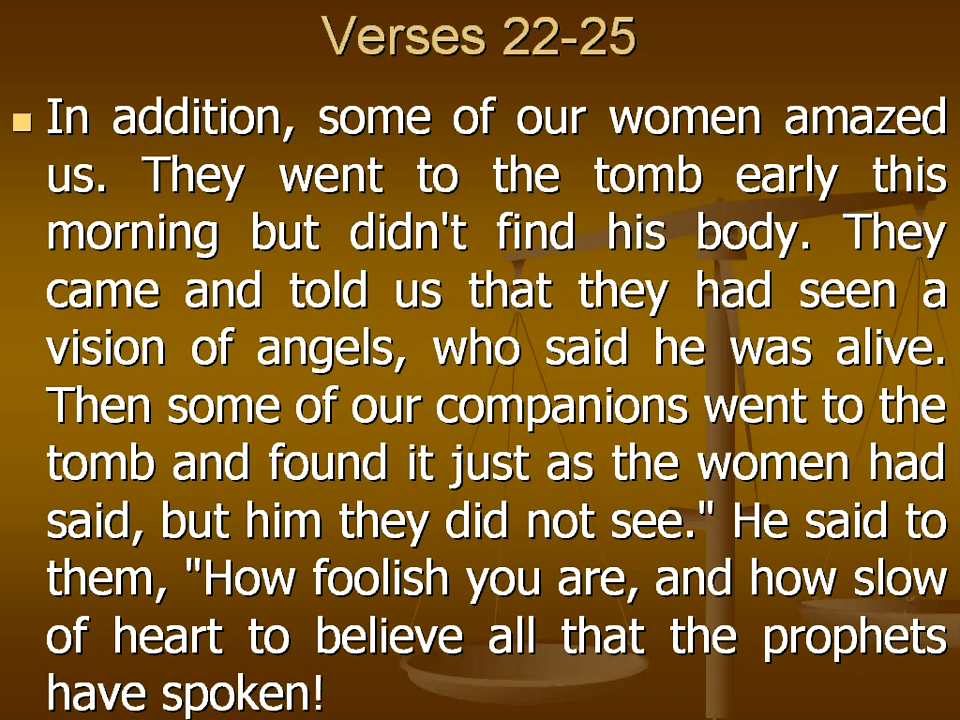 Verses 22-25
In addition, some of our women amazed
us. They went to the tomb early this
morning but didn't find his body. They
came and told us that they had seen a
vision of angels, who said he was alive.
Then some of our companions went to the
tomb and found it just as the women had
said, but him they did not see." He said to
them, "How foolish you are, and how slow
of heart to believe all that the prophets
have spoken!